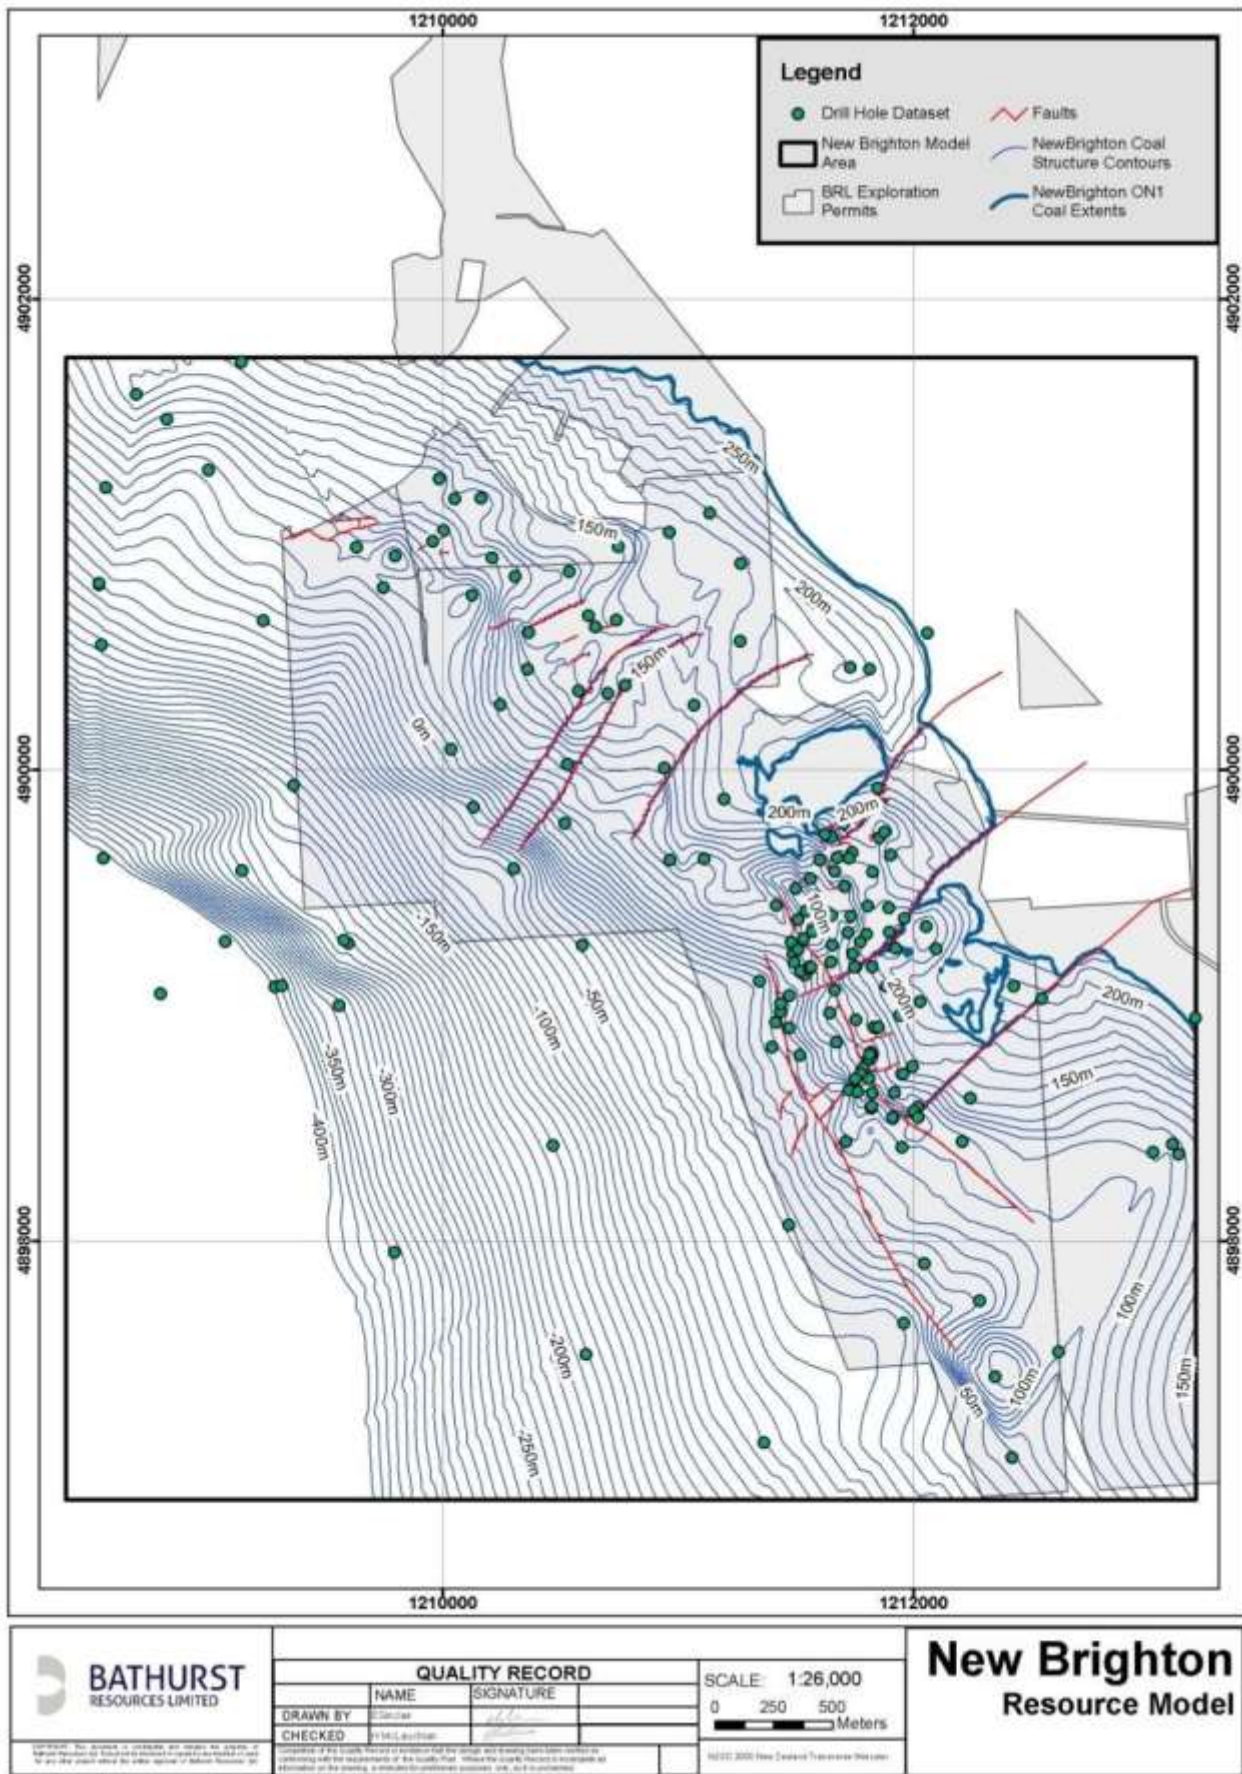 1210000
1212000
Legend
Drill Hole Dataset
Faults
New Brighton Model
Area
NewBrighton Coal
Structure Contours
BRL Exploration
Permits
NewBrighton ON1
Coal Extents
4902000
4902000
250m
-150m
200m
150m
0m
4900000
4900000
200m
200m
100m
-150m
200m
-50m
200m
-100m
-350m
-300m
150m
-400m
4898000
4898000
100m
-200m
150m
100m
50m
-250m
1210000
1212000
BATHURST
RESOURCES LIMITED
QUALITY RECORD
NAME
SIGNATURE
DRAWN BY
CHECKED
SCALE: 1:26,000
0 250 500
Meters
New Brighton
Resource Model